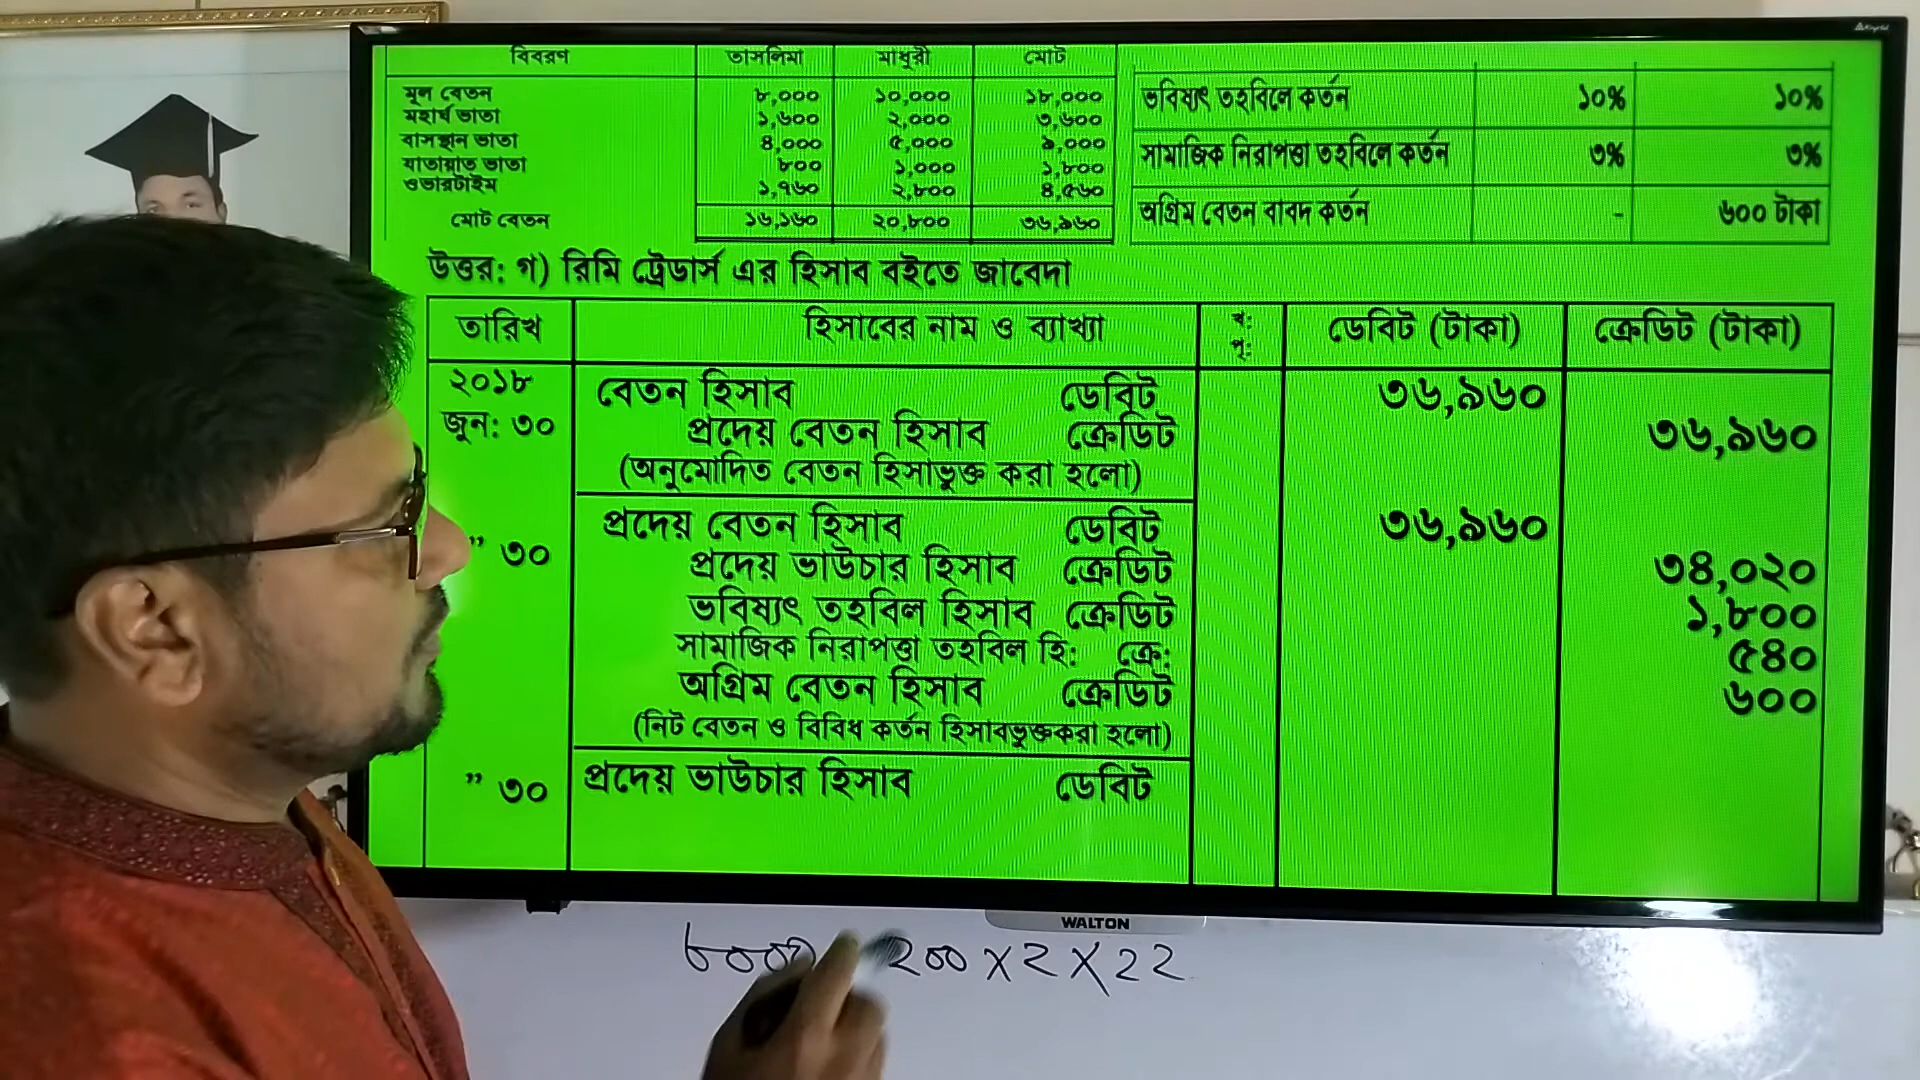 বিবরণ তাসলিমা মাধুরী মোট
মূল বেতন ৮,০০০ ১০,০০০ ১৮,০০০
মহার্ঘ ভাতা ১,৬০০ ২,০০০ ৩,৬০০
বাসস্থান ভাতা ৪,০০০ ৫,০০০ ৯,০০০
যাতায়াত ভাতা ৮০০ ১,০০০ ১,৮০০
ওভারটাইম ১,৭৬০ ২,৮০০ ৪,৫৬০
মোট বেতন ১৬,১৬০ ২০,৮০০ ৩৬,৯৬০
ভবিষ্যৎ তহবিলে কর্তন ১০% ১০%
সামাজিক নিরাপত্তা তহবিলে কর্তন ৩% ৩%
অগ্রিম বেতন বাবদ কর্তন - ৬০০ টাকা
উত্তর: গ) রিমি ট্রেডার্স এর হিসাব বইতে জাবেদা
তারিখ হিসাবের নাম ও ব্যাখ্যা খ: পৃ: ডেবিট (টাকা) ক্রেডিট (টাকা)
২০১৮ বেতন হিসাব ডেবিট ৩৬,৯৬০
জুন: ৩০ প্রদেয় বেতন হিসাব ক্রেডিট ৩৬,৯৬০
(অনুমোদিত বেতন হিসাভুক্ত করা হলো)
প্রদেয় বেতন হিসাব ডেবিট ৩৬,৯৬০
” ৩০ প্রদেয় ভাউচার হিসাব ক্রেডিট ৩৪,০২০
ভবিষ্যৎ তহবিল হিসাব ক্রেডিট ১,৮০০
সামাজিক নিরাপত্তা তহবিল হি: ক্রে: ৫৪০
অগ্রিম বেতন হিসাব ক্রেডিট ৬০০
(নিট বেতন ও বিবিধ কর্তন হিসাবভুক্তকরা হলো)
” ৩০ প্রদেয় ভাউচার হিসাব ডেবিট
WALTON
২০০ × ২ × ২২